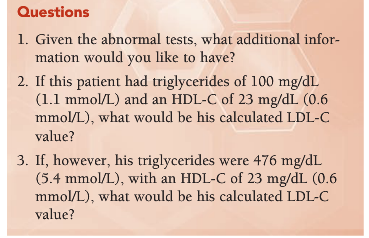 Questions
1. Given the abnormal tests, what additional infor-
mation would you like to have?
2. If this patient had triglycerides of 100 mg/dL
(1.1 mmol/L) and an HDL-C of 23 mg/dL (0.6
mmol/L), what would be his calculated LDL-C
value?
3. If, however, his triglycerides were 476 mg/dL
(5.4 mmol/L), with an HDL-C of 23 mg/dL (0.6
mmol/L), what would be his calculated LDL-C
value?